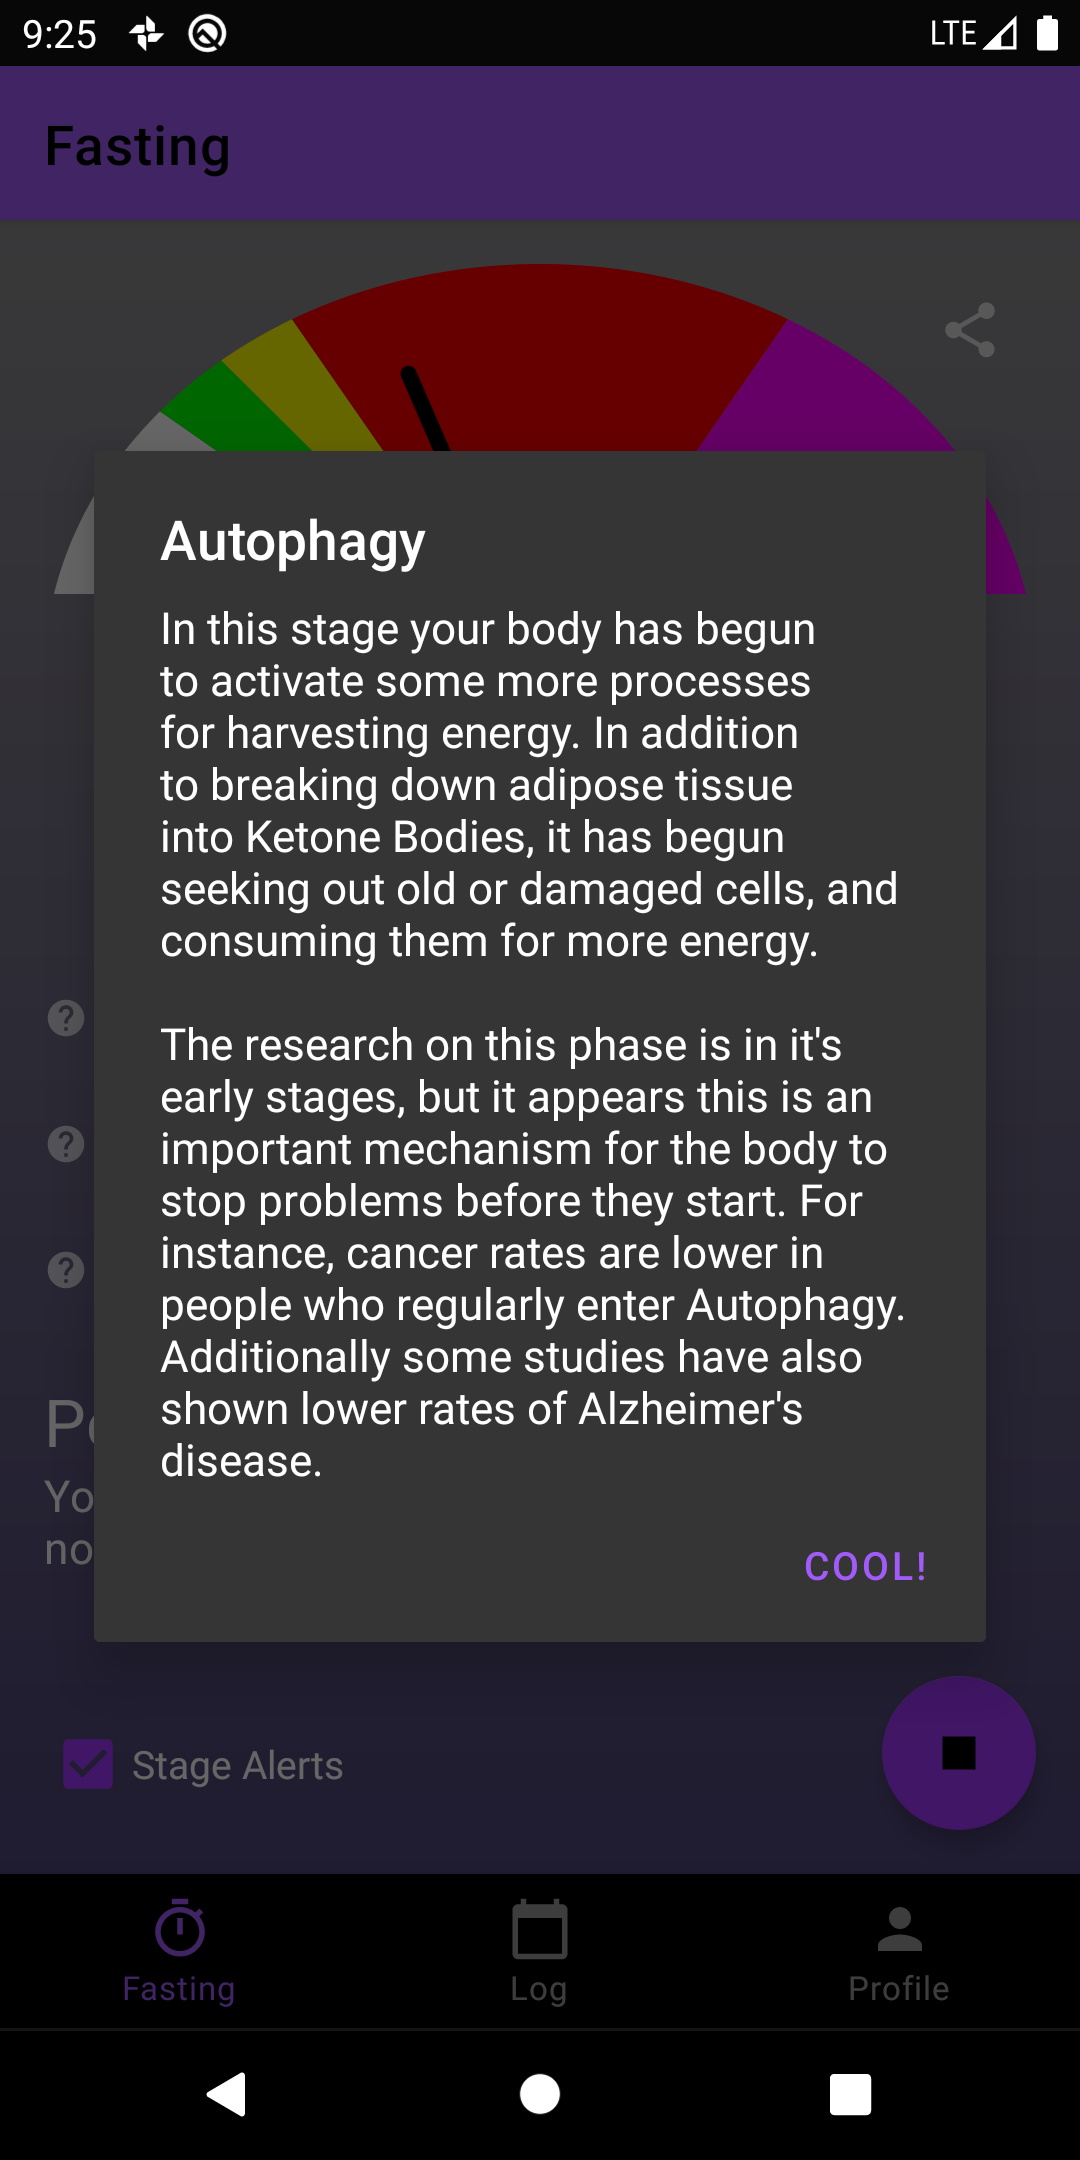 9:25
LTE
Fasting
Autophagy
In this stage your body has begun
to activate some more processes
for harvesting energy. In addition
to breaking down adipose tissue
into Ketone Bodies, it has begun
seeking out old or damaged cells, and
consuming them for more energy.
The research on this phase is in it's
early stages, but it appears this is an
important mechanism for the body to
stop problems before they start. For
instance, cancer rates are lower in
people who regularly enter Autophagy.
Additionally some studies have also
shown lower rates of Alzheimer's
disease.
COOL!
Stage Alerts
Fasting
Log
Profile